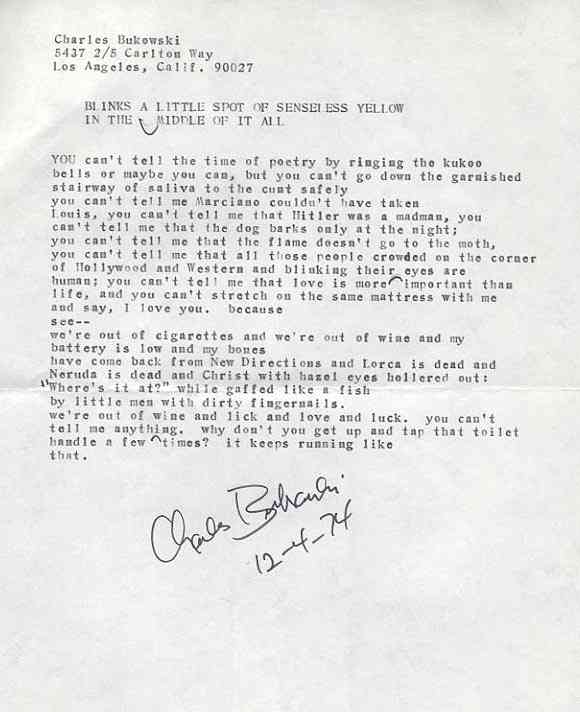 Charles Bukowski
5437 2/5 Carlton Way
Los Angeles, Calif. 90027
BLINKS A LITTLE SPOT OF SENSELESS YELLOW
IN THE MIDDLE OF IT ALL
YOU can't tell the time of poetry by ringing the kukoo
bells or maybe you can, but you can't go down the garnished
stairway of saliva to the cunt safely
you can't tell me Marciano couldn't have taken
Louis, you can't tell me that Hitler was a madman, you
can't tell me that the dog barks only at the night;
you can't tell me that the flame doesn't go to the moth,
you can't tell me that all those people crowded on the corner
of Hollywood and Western and blinking their eyes are
human; you can't tell me that love is more important than
life, and you can't stretch on the same mattress with me
and say, I love you. because
see--
we're out of cigarettes and we're out of wine and my
battery is low and my bones
have come back from New Directions and Lorca is dead and
Neruda is dead and Christ with hazel eyes hollered out:
"Where's it at?" while gaffed like a fish
by little men with dirty fingernails.
we're out of wine and lick and love and luck. you can't
tell me anything. why don't you get up and tap that toilet
handle a few times? it keeps running like
that.
Charles Bukowski
12-4-74